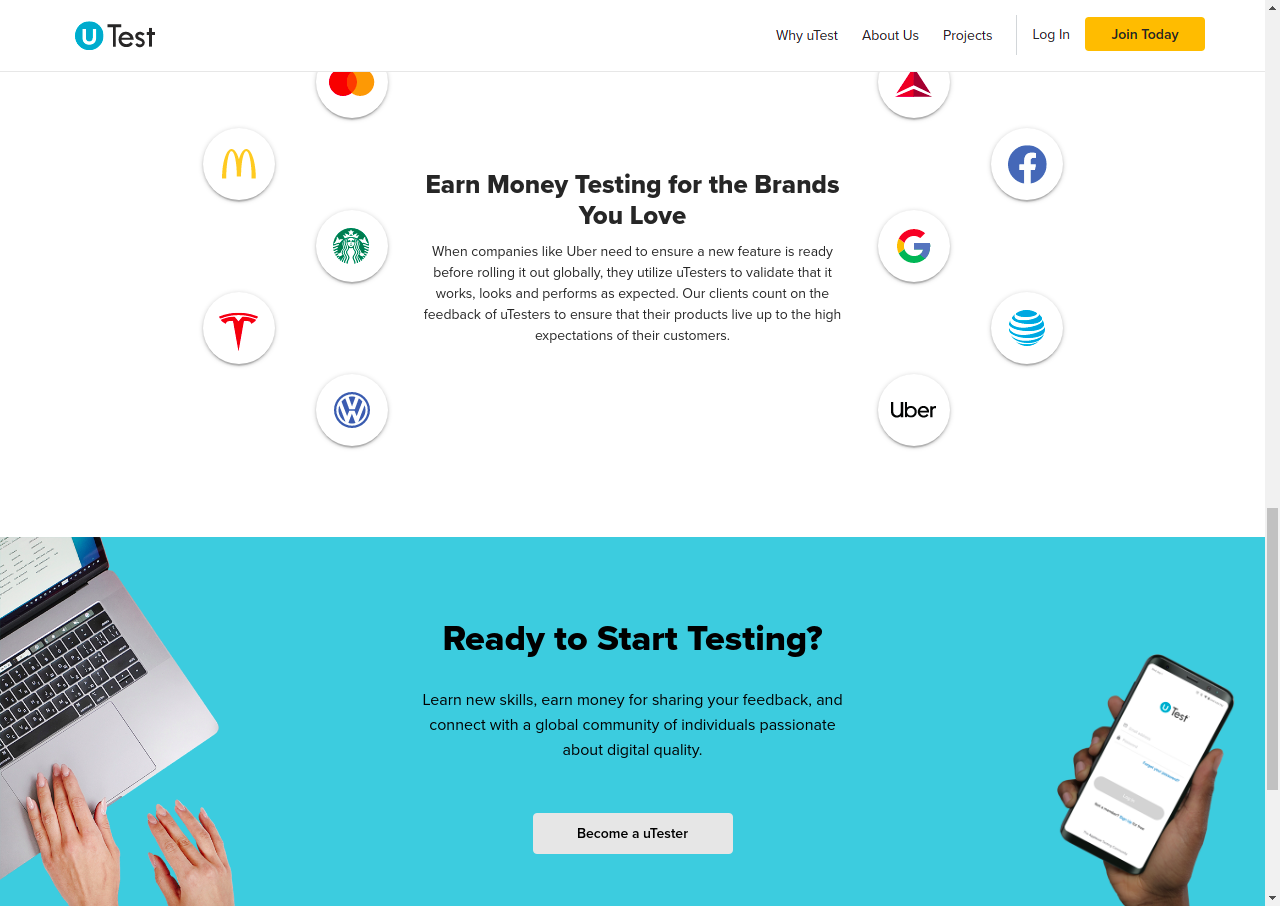 uTest
Why uTest
About Us
Projects
Log In
Join Today
Earn Money Testing for the Brands
You Love
When companies like Uber need to ensure a new feature is ready
before rolling it out globally, they utilize uTesters to validate that it
works, looks and performs as expected. Our clients count on the
feedback of uTesters to ensure that their products live up to the high
expectations of their customers.
Uber
Ready to Start Testing?
Learn new skills, earn money for sharing your feedback, and
connect with a global community of individuals passionate
about digital quality.
Become a uTester
uTest